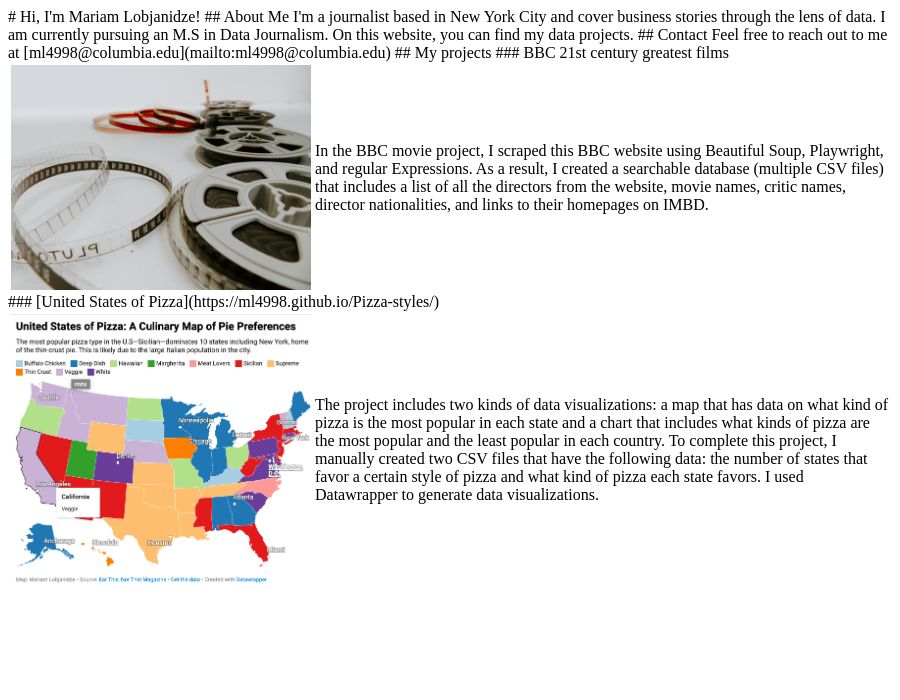 # Hi, I'm Mariam Lobjanidze! ## About Me I'm a journalist based in New York City and cover business stories through the lens of data. I
am currently pursuing an M.S in Data Journalism. On this website, you can find my data projects. ## Contact Feel free to reach out to me
at [ml4998@columbia.edu](mailto:ml4998@columbia.edu) ## My projects ### BBC 21st century greatest films
In the BBC movie project, I scraped this BBC website using Beautiful Soup, Playwright,
and regular Expressions. As a result, I created a searchable database (multiple CSV files)
that includes a list of all the directors from the website, movie names, critic names,
director nationalities, and links to their homepages on IMBD.
### [United States of Pizza](https://ml4998.github.io/Pizza-styles/)
United States of Pizza: A Culinary Map of Pie Preferences
The most popular pizza type in the U.S—Sicilian—dominates 10 states including New York, home
of the thin-crust pie. This is likely due to the large Italian population in the city.
Buffalo Chicken Deep Dish Hawaiian Margherita Meat Lovers Sicilian Supreme
Thin Crust Veggie White
copy
Seattle
Minneapolis
Boston
Detroit
New York
Chicago
Denver
Washington
D.C.
Los Angeles
California
Veggie
Atlanta
Anchorage
Honolulu
Houston
Miami
Map: Mariam Lobjanidze • Source: Eat This, Not That Magazine • Get the data • Created with Datawrapper
The project includes two kinds of data visualizations: a map that has data on what kind of
pizza is the most popular in each state and a chart that includes what kinds of pizza are
the most popular and the least popular in each country. To complete this project, I
manually created two CSV files that have the following data: the number of states that
favor a certain style of pizza and what kind of pizza each state favors. I used
Datawrapper to generate data visualizations.